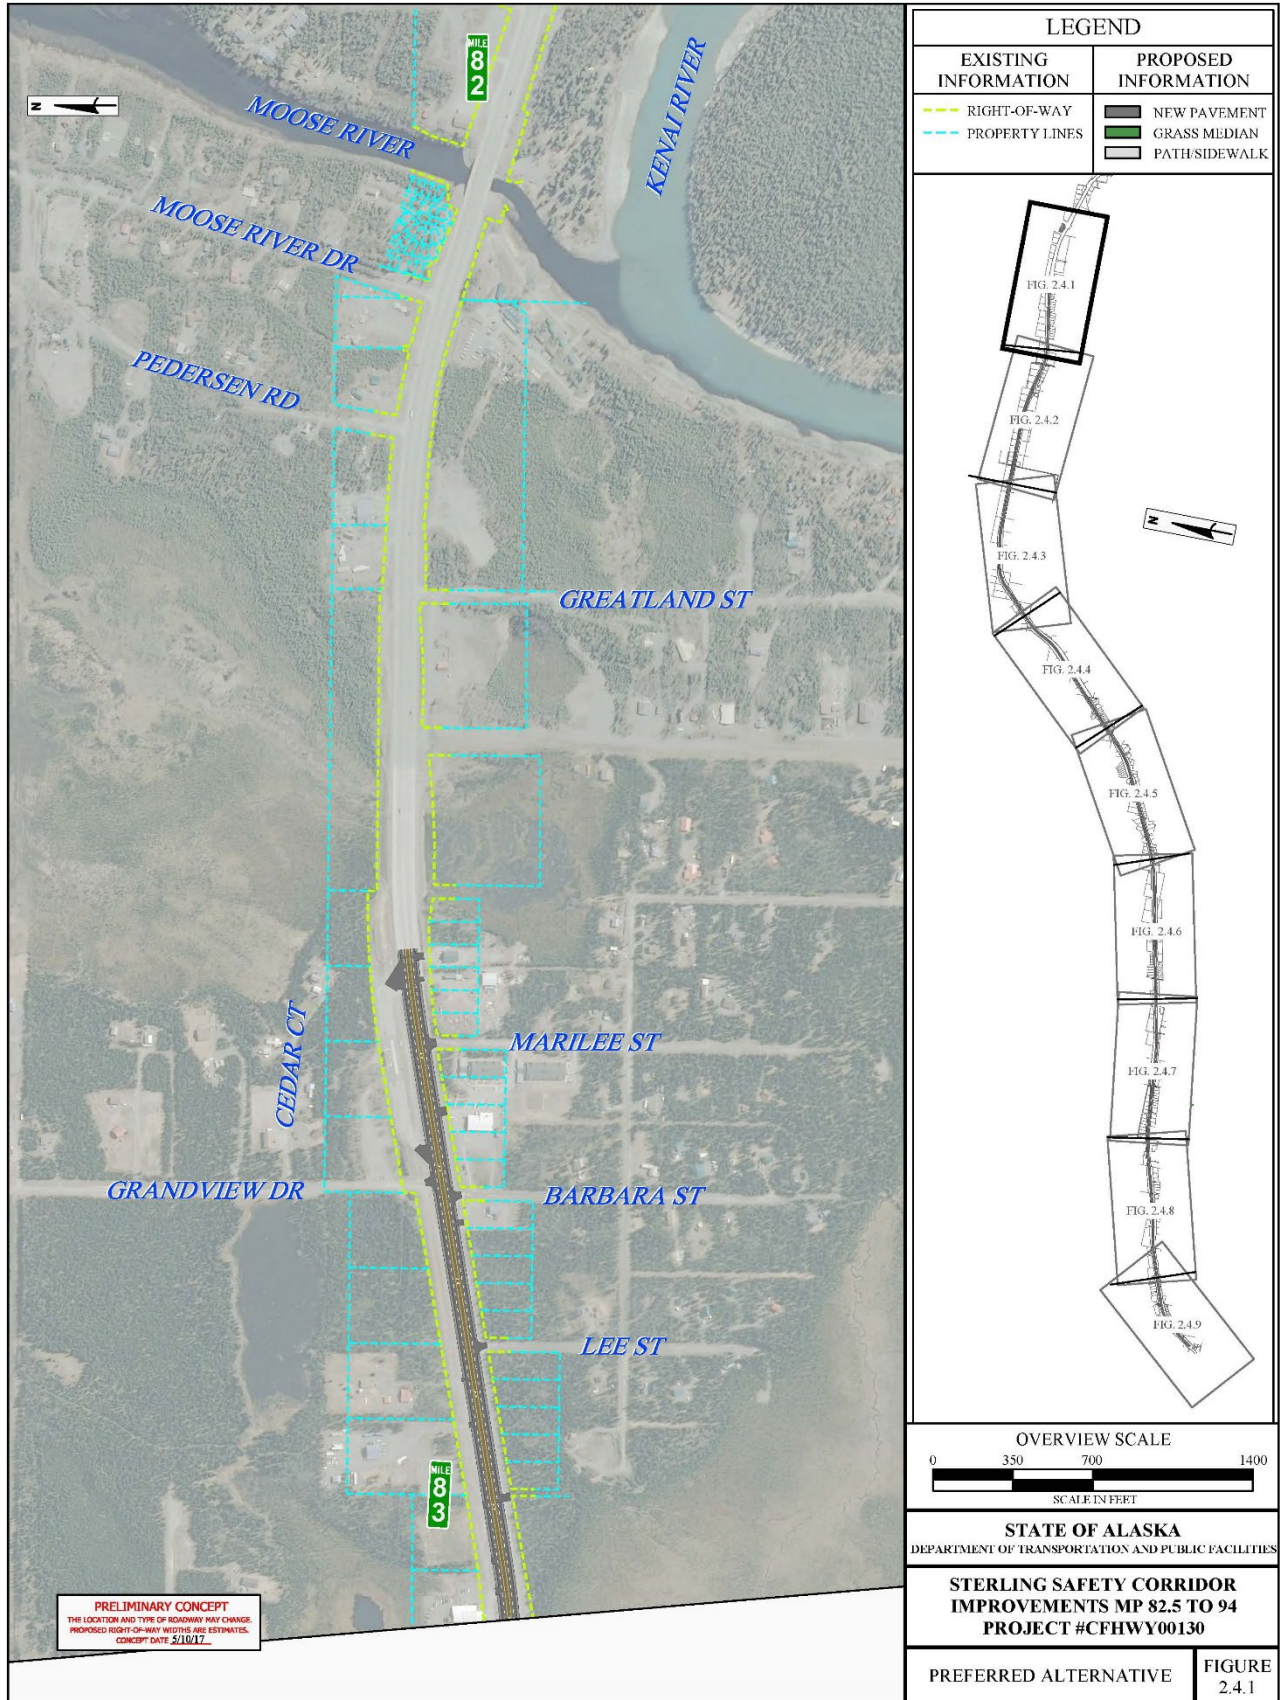 MILE
8
2
N
MOOSE RIVER
KENAI RIVER
MOOSE RIVER DR
PEDERSEN RD
GREATLAND ST
CEDAR CT
MARILEE ST
GRANDVIEW DR
BARBARA ST
LEE ST
MILE
8
3
PRELIMINARY CONCEPT
THE LOCATION AND TYPE OF ROADWAY MAY CHANGE.
PROPOSED RIGHT-OF-WAY WIDTHS ARE ESTIMATES.
CONCEPT DATE 5/10/17
LEGEND
EXISTING
INFORMATION
RIGHT-OF-WAY
PROPERTY LINES
PROPOSED
INFORMATION
NEW PAVEMENT
GRASS MEDIAN
PATH/SIDEWALK
FIG. 2.4.1
FIG. 2.4.2
N
FIG. 2.4.3
FIG. 2.4.4
FIG. 2.4.5
FIG. 2.4.6
FIG. 2.4.7
FIG. 2.4.8
FIG. 2.4.9
OVERVIEW SCALE
0 350 700 1400
SCALE IN FEET
STATE OF ALASKA
DEPARTMENT OF TRANSPORTATION AND PUBLIC FACILITIES
STERLING SAFETY CORRIDOR
IMPROVEMENTS MP 82.5 TO 94
PROJECT #CFHWY00130
PREFERRED ALTERNATIVE
FIGURE
2.4.1